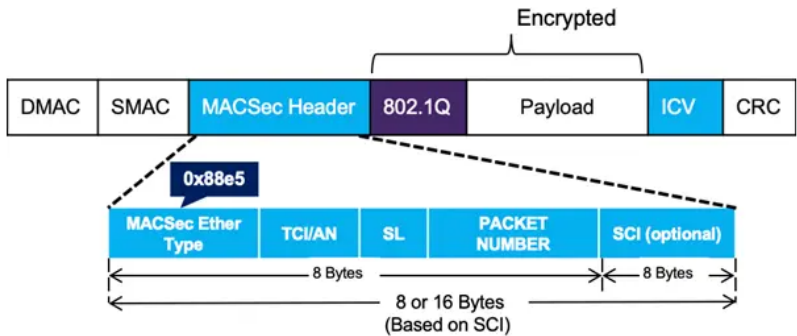 Encrypted
DMAC
SMAC
MACSec Header
802.1Q
Payload
ICV
CRC
0x88e5
MACSec Ether
Type
TCI/AN
SL
PACKET
NUMBER
SCI (optional)
8 Bytes
8 Bytes
8 or 16 Bytes
(Based on SCI)